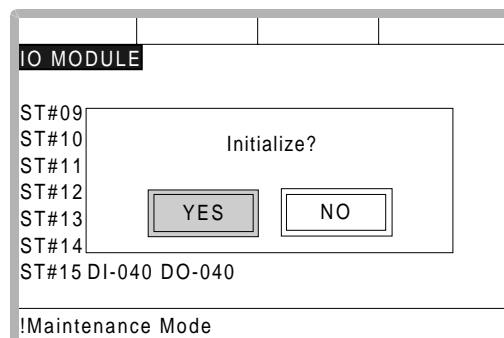 IO MODULE
ST#09
ST#10
Initialize?
ST#11
ST#12
ST#13
YES
NO
ST#14
ST#15 DI-040 DO-040
!Maintenance Mode